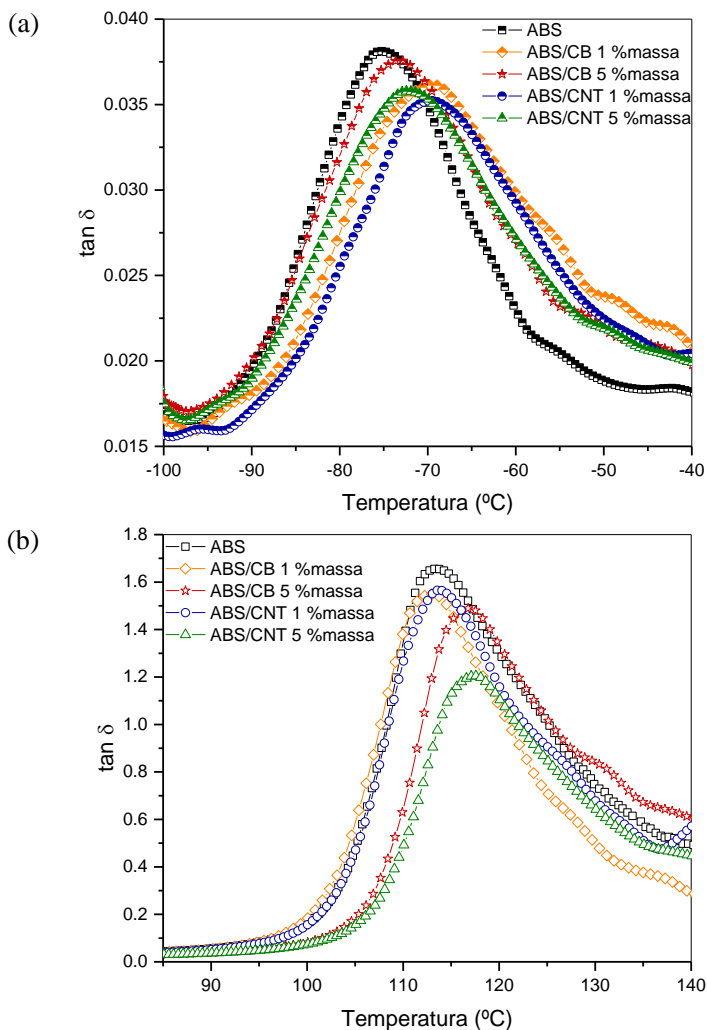 (a)
ABS
ABS/CB 1 %massa
ABS/CB 5 %massa
ABS/CNT 1 %massa
ABS/CNT 5 %massa
0.040
0.035
0.030
0.025
0.020
0.015
tan δ
-100
-90
-80
-70
-60
-50
-40
Temperatura (ºC)
(b)
ABS
ABS/CB 1 %massa
ABS/CB 5 %massa
ABS/CNT 1 %massa
ABS/CNT 5 %massa
1.8
1.6
1.4
1.2
1.0
0.8
0.6
0.4
0.2
0.0
tan δ
90
100
110
120
130
140
Temperatura (ºC)